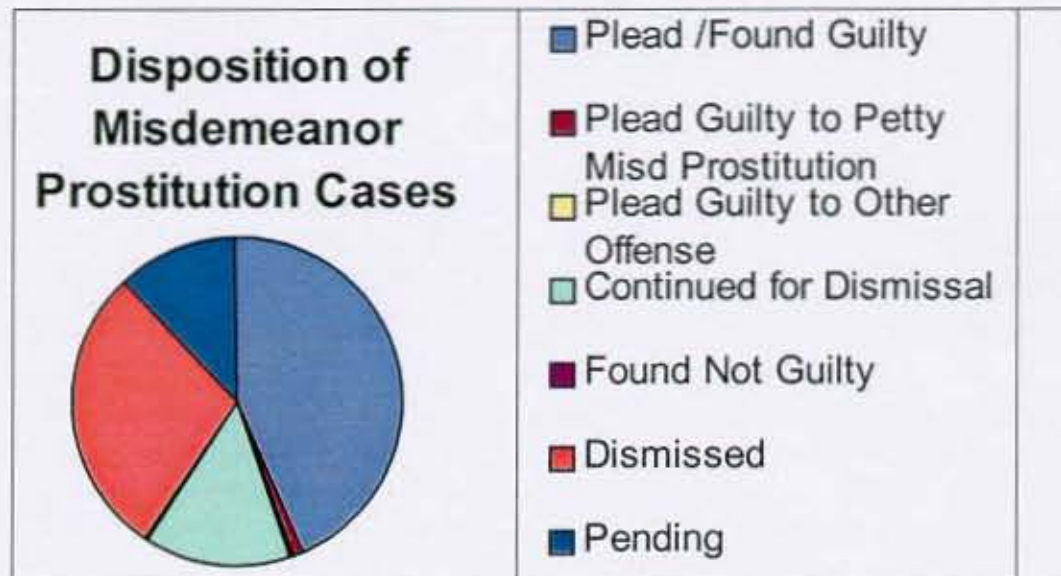 Disposition of
Misdemeanor
Prostitution Cases
Plead /Found Guilty
Plead Guilty to Petty
Misd Prostitution
Plead Guilty to Other
Offense
Continued for Dismissal
Found Not Guilty
Dismissed
Pending